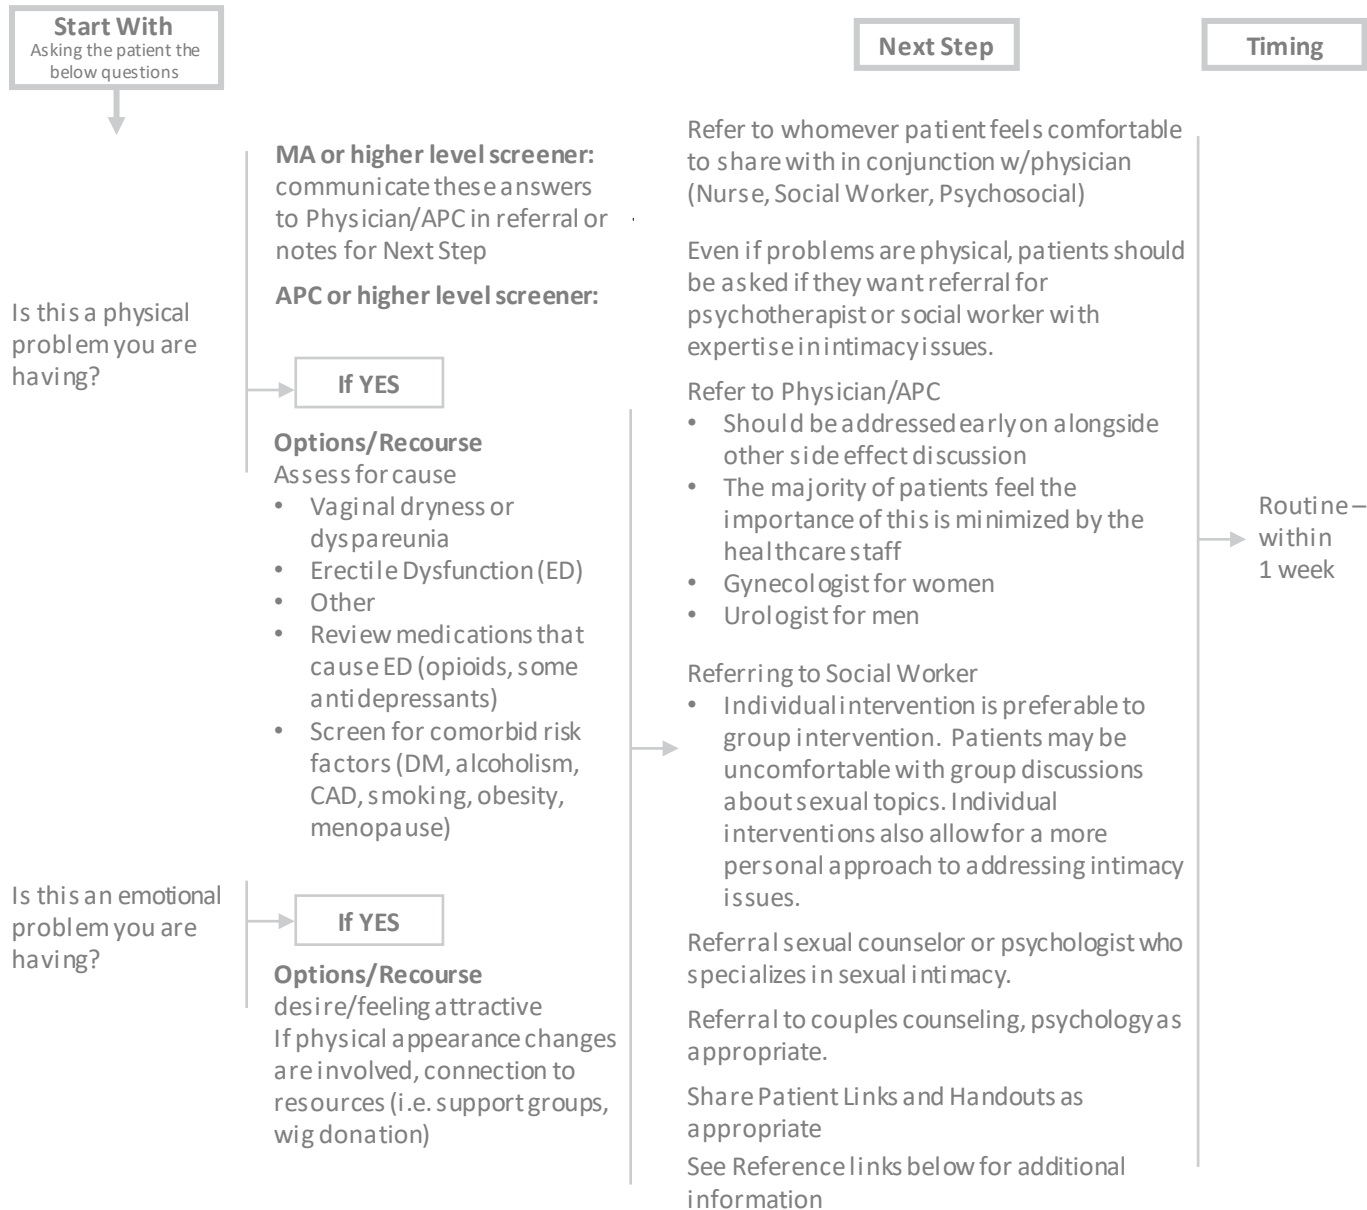 Start With
Asking the patient the
below questions
Next Step
Timing
Is this a physical
problem you are
having?
MA or higher level screener:
communicate these answers
to Physician/APC in referral or
notes for Next Step
APC or higher level screener:
If YES
Options/Recourse
Assess for cause
• Vaginal dryness or
dyspareunia
• Erectile Dysfunction (ED)
• Other
• Review medications that
cause ED (opioids, some
antidepressants)
• Screen for comorbid risk
factors (DM, alcoholism,
CAD, smoking, obesity,
menopause)
Is this an emotional
problem you are
having?
If YES
Options/Recourse
desire/feeling attractive
If physical appearance changes
are involved, connection to
resources (i.e. support groups,
wig donation)
Refer to whomever patient feels comfortable
to share with in conjunction w/physician
(Nurse, Social Worker, Psychosocial)
Even if problems are physical, patients should
be asked if they want referral for
psychotherapist or social worker with
expertise in intimacy issues.
Refer to Physician/APC
• Should be addressed early on alongside
other side effect discussion
• The majority of patients feel the
importance of this is minimized by the
healthcare staff
• Gynecologist for women
• Urologist for men
Referring to Social Worker
• Individual intervention is preferable to
group intervention. Patients may be
uncomfortable with group discussions
about sexual topics. Individual
interventions also allow for a more
personal approach to addressing intimacy
issues.
Referral sexual counselor or psychologist who
specializes in sexual intimacy.
Referral to couples counseling, psychology as
appropriate.
Share Patient Links and Handouts as
appropriate
See Reference links below for additional
information
Routine –
within
1 week